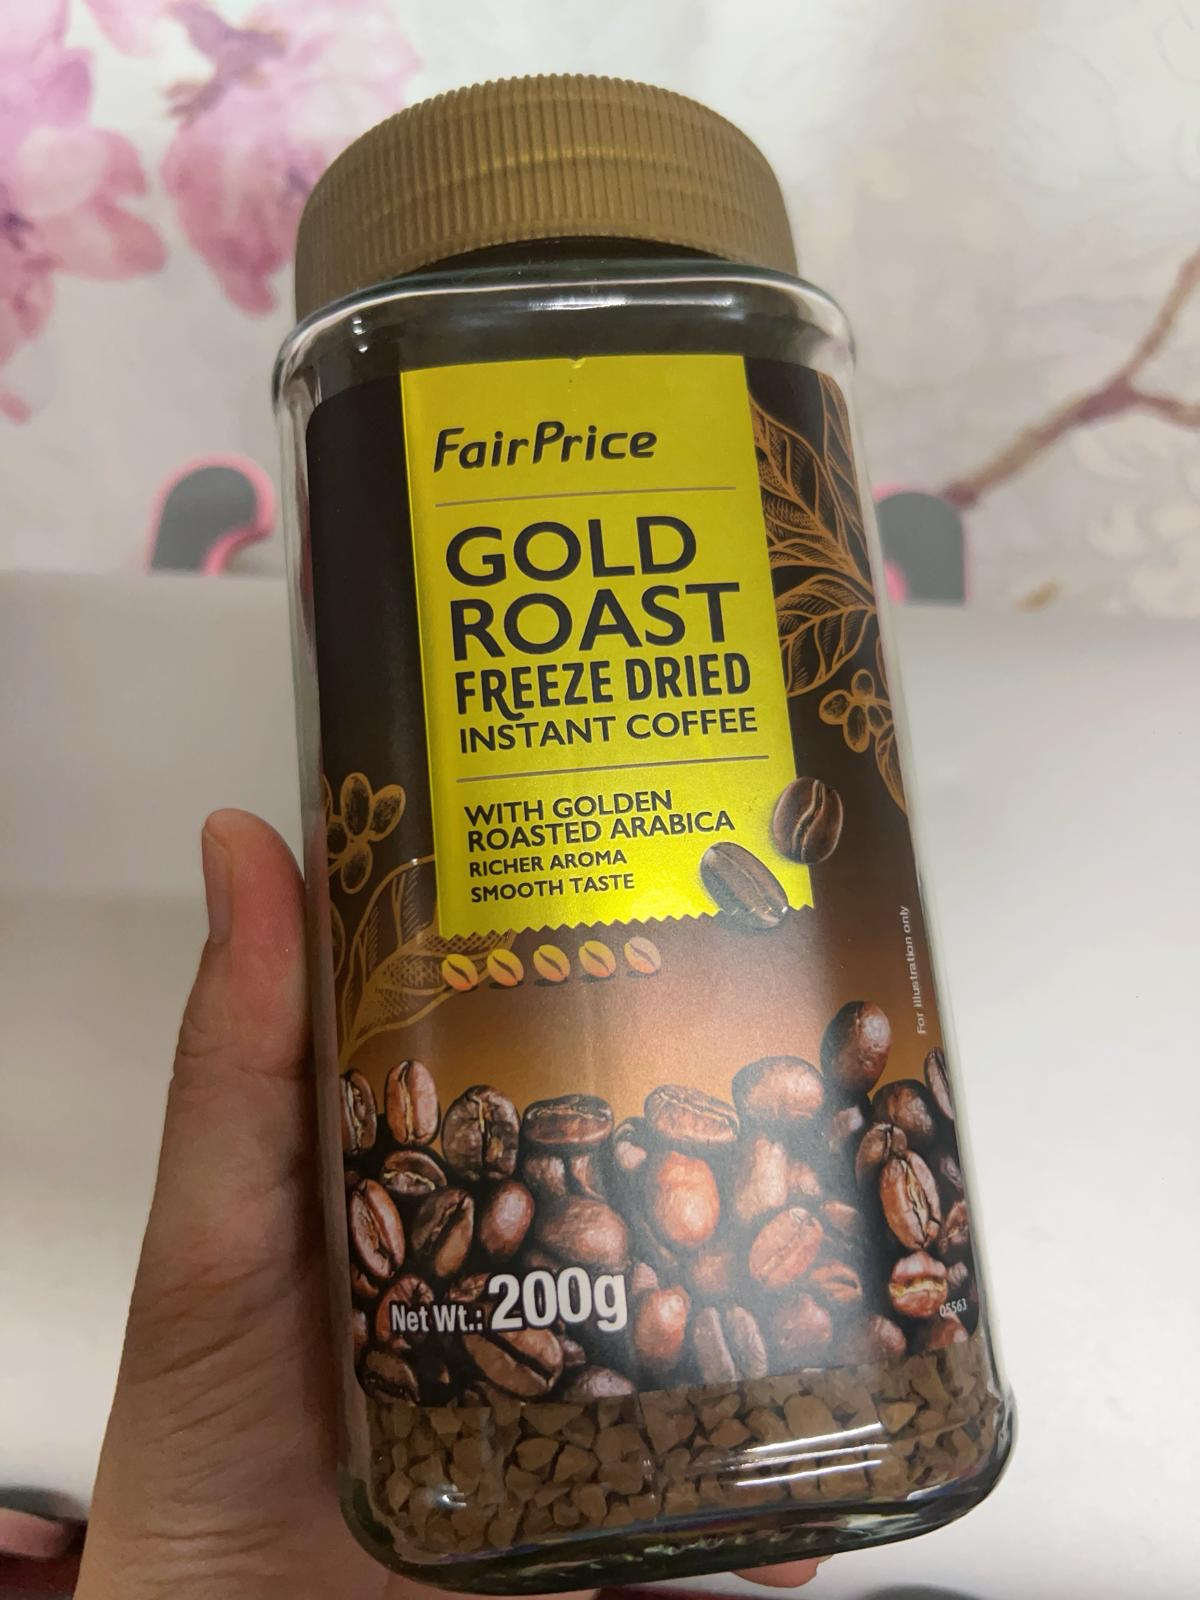 FairPrice
GOLD
ROAST
FREEZE DRIED
INSTANT COFFEE
WITH GOLDEN
ROASTED ARABICA
RICHER AROMA
SMOOTH TASTE
For illustration only
Net Wt.: 200g
05563